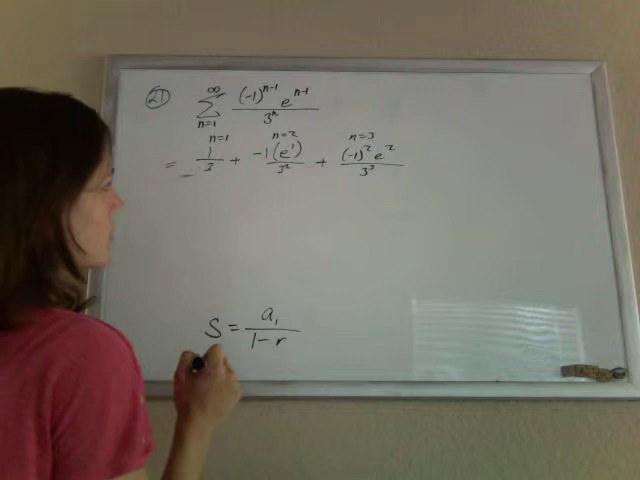 21 ∞ Σ n=1 (-1)^{n-1} e^{n-1} / 3^n
n=1 n=2 n=3
= 1/3 + -1(e^1)/3^2 + (-1)^2 e^2/3^3
S = a_1/(1-r)